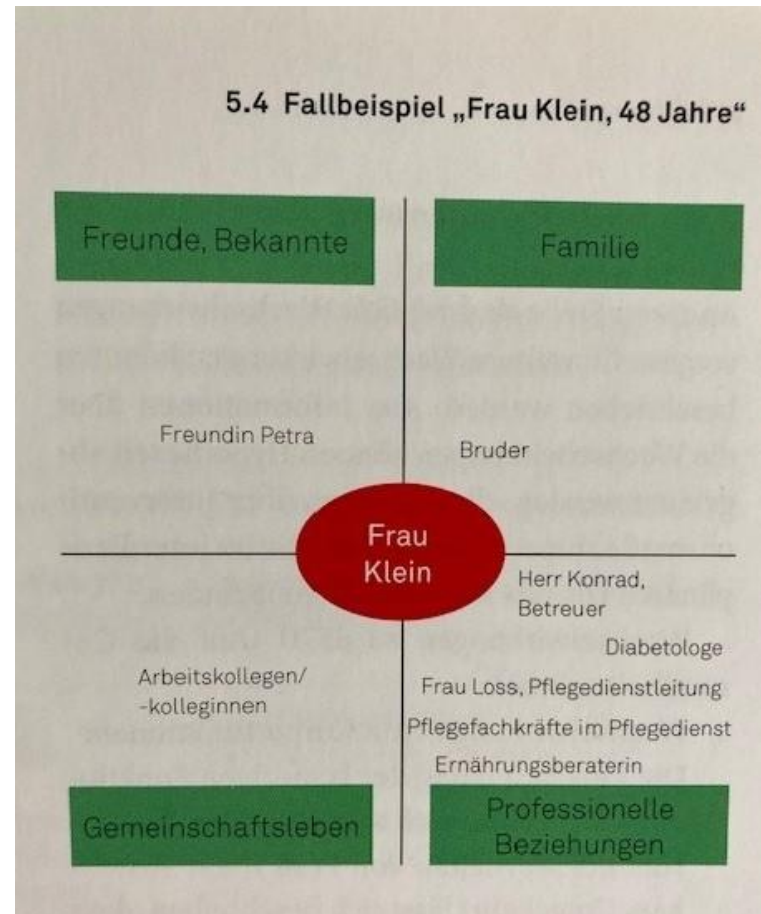 5.4 Fallbeispiel „Frau Klein, 48 Jahre“
Freunde, Bekannte
Familie
Freundin Petra
Bruder
Frau
Klein
Herr Konrad,
Betreuer
Diabetologe
Arbeitskollegen/
-kolleginnen
Frau Loss, Pflegedienstleitung
Pflegefachkräfte im Pflegedienst
Ernährungsberaterin
Gemeinschaftsleben
Professionelle
Beziehungen